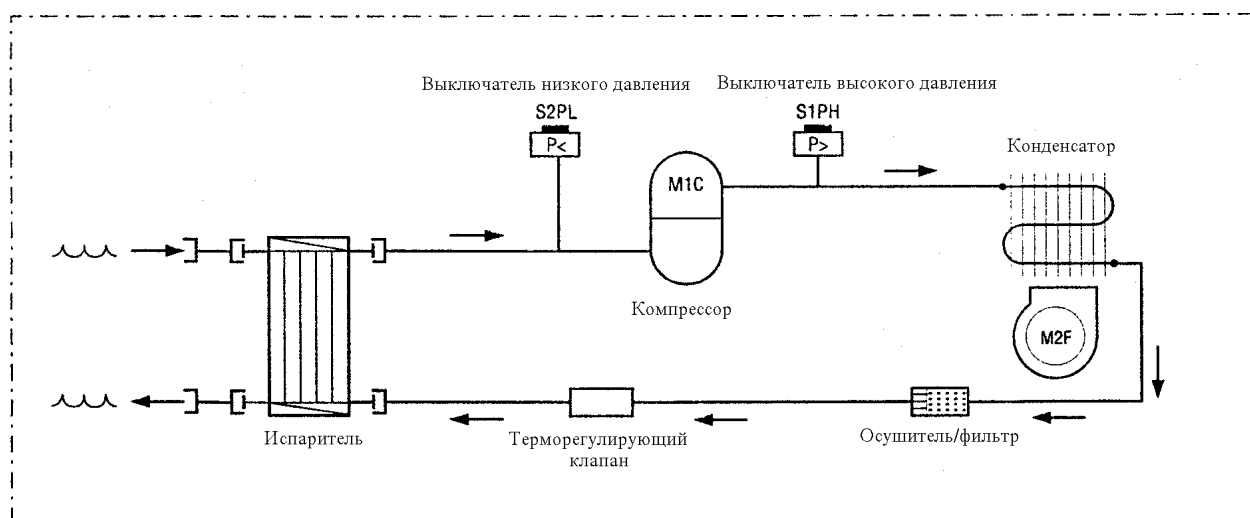 Выключатель низкого давления
Выключатель высокого давления
S2PL
S1PH
P<
P>
Конденсатор
M1C
Компрессор
M2F
Испаритель
Терморегулирующий
клапан
Осушитель/фильтр